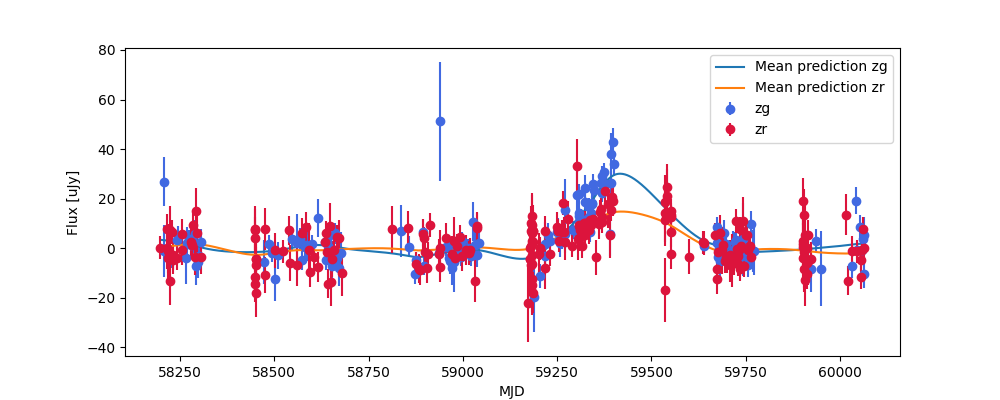 80
60
40
20
0
−20
−40
Flux [uJy]
58250
58500
58750
59000
59250
59500
59750
60000
MJD
Mean prediction zg
Mean prediction zr
zg
zr